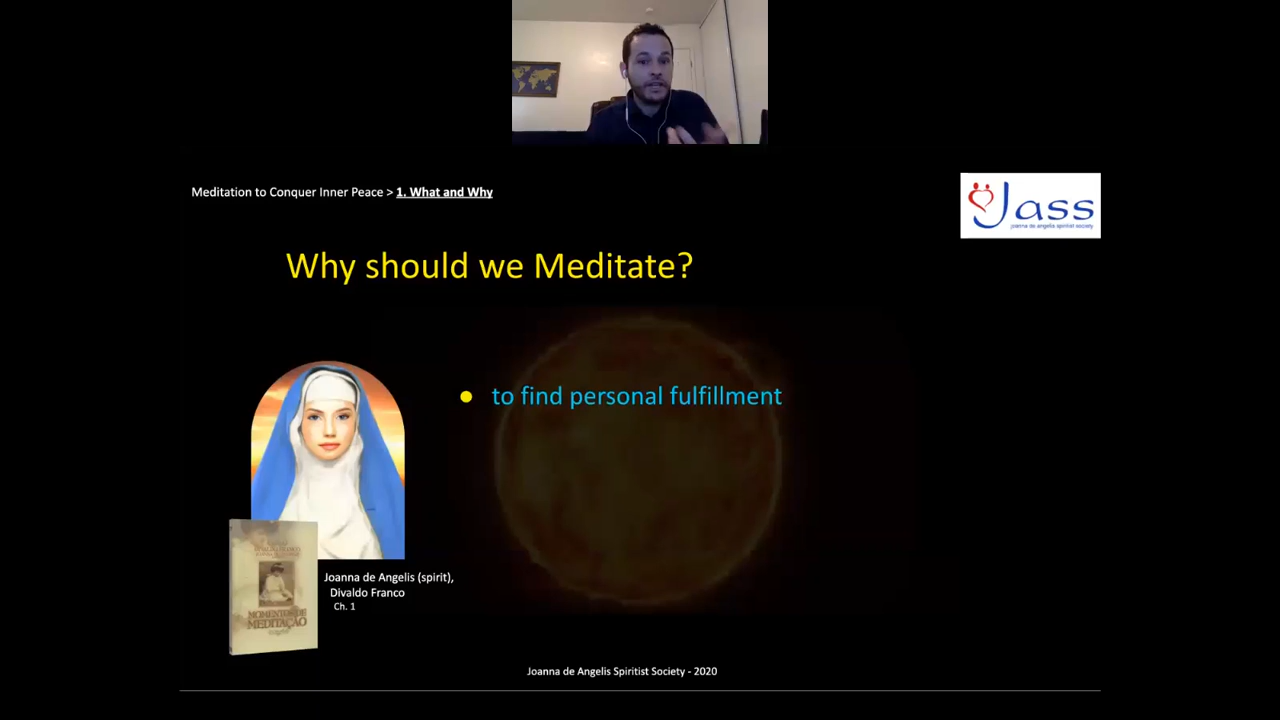 Meditation to Conquer Inner Peace > 1. What and Why
Jass
joanna de angelis spiritist society
Why should we Meditate?
• to find personal fulfillment
DIVALDO FRANCO
MOMENTOS DE
MEDITAÇÃO
Joanna de Angelis (spirit),
Divaldo Franco
Ch. 1
Joanna de Angelis Spiritist Society - 2020